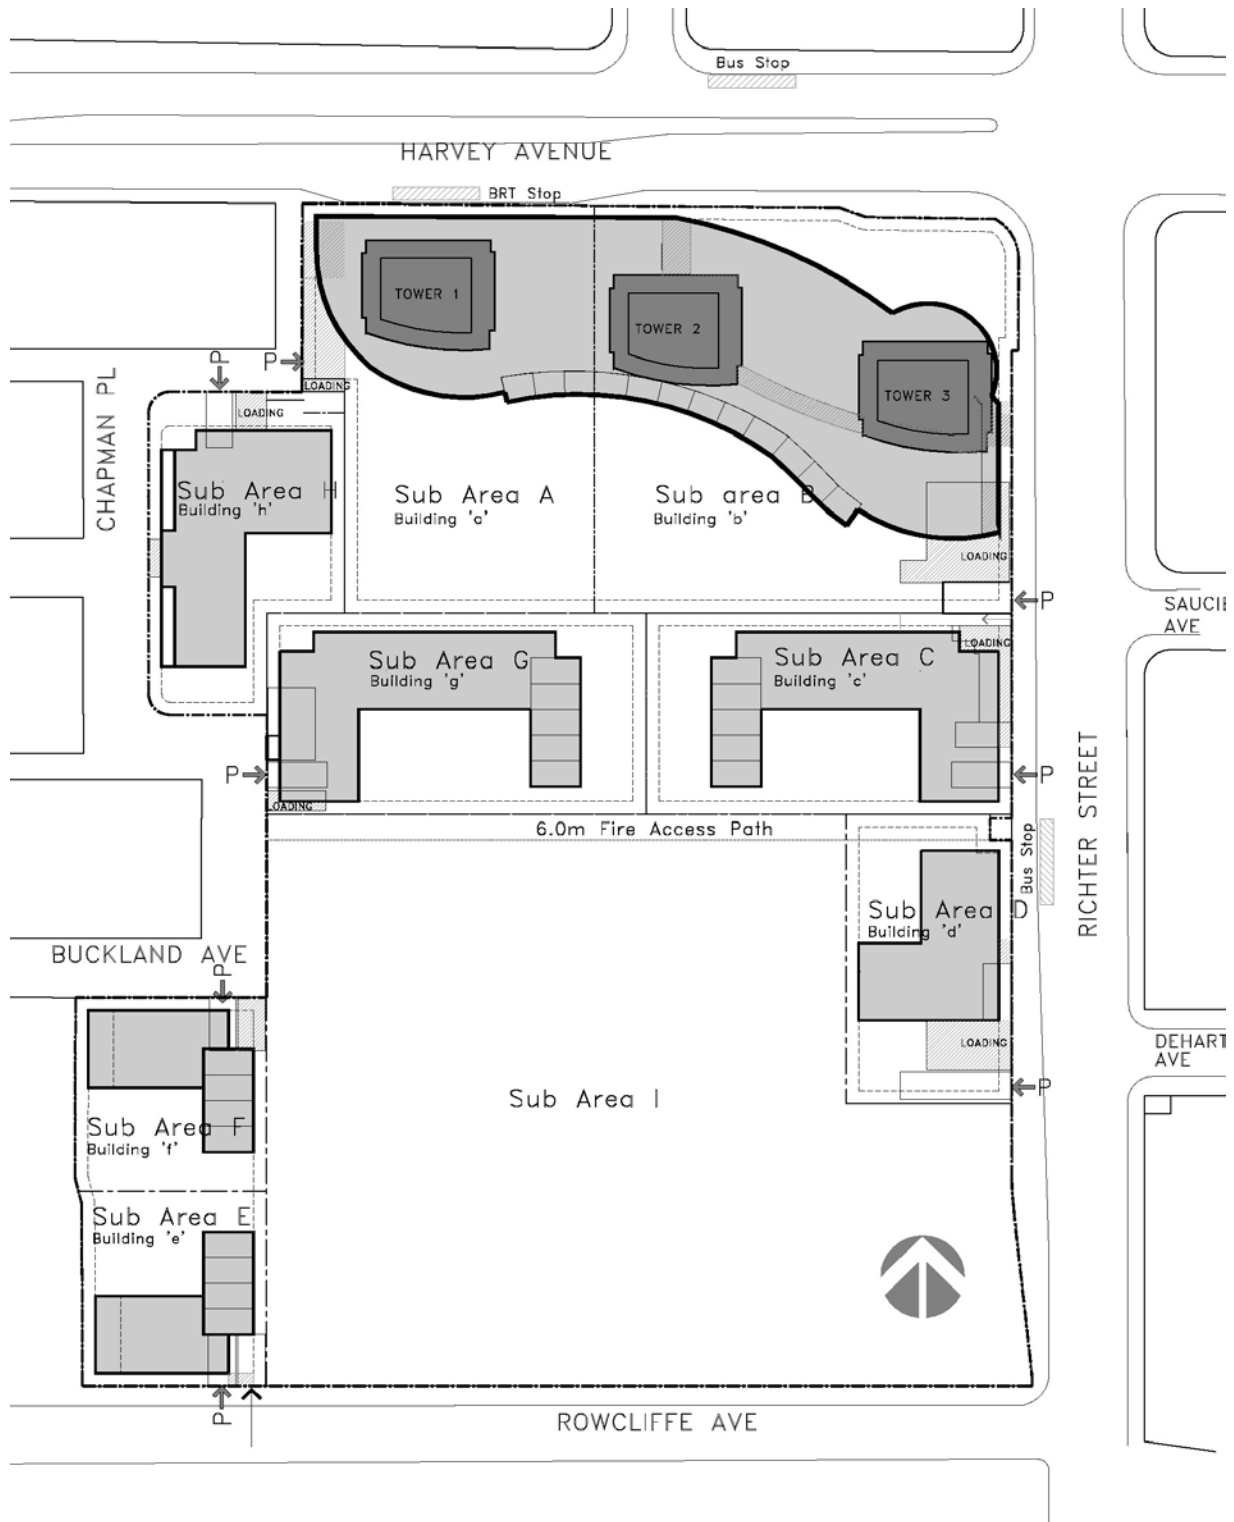 Bus Stop
HARVEY AVENUE
BRT Stop
TOWER 1
TOWER 2
TOWER 3
P
P
LOADING
LOADING
CHAPMAN PL
Sub Area H
Building 'h'
Sub Area A
Building 'a'
Sub area B
Building 'b'
LOADING
P
SAUCIE
AVE
LOADING
Sub Area G
Building 'g'
Sub Area C
Building 'c'
P
P
LOADING
RICHTER STREET
6.0m Fire Access Path
Bus Stop
Sub Area D
Building 'd'
BUCKLAND AVE
P
LOADING
DEHART
AVE
P
Sub Area I
Sub Area F
Building 'f'
Sub Area E
Building 'e'
P
ROWCLIFFE AVE